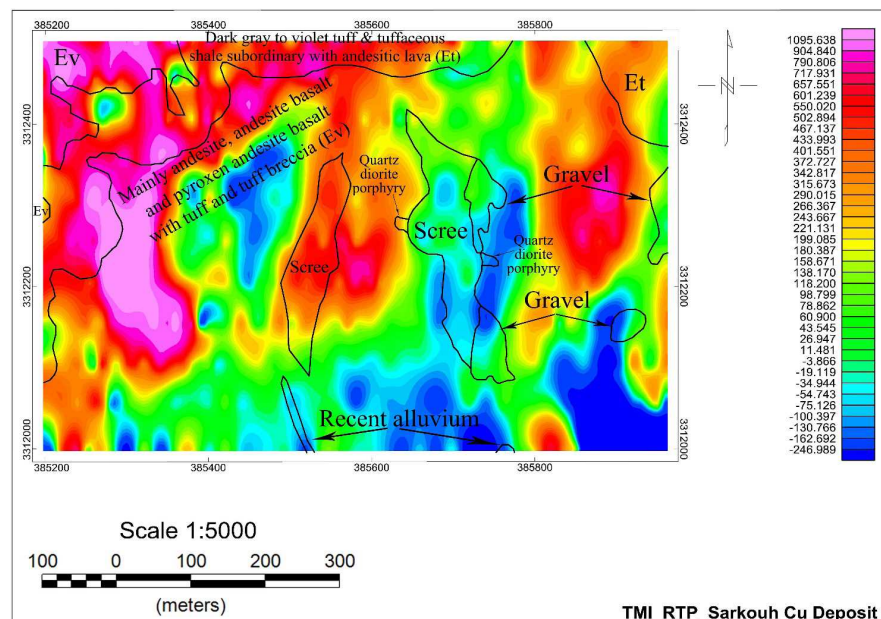 385200
385400
385600
385800
Dark gray to violet tuff & tuffaceous
shale subordinary with andesitic lava (Et)
Ev
Et
3312400
3312400
Mainly andesite, andesite basalt
and pyroxen andesite basalt
with tuff and tuff breccia (Ev)
Quartz
diorite
porphyry
Gravel
Ev
Scree
Scree
Quartz
diorite
porphyry
3312200
3312200
Gravel
Recent alluvium
3312000
3312000
385200
385400
385600
385800
N
1095.638
904.840
790.806
717.931
657.551
601.239
550.020
502.894
467.137
433.993
401.551
372.727
342.817
315.673
290.015
266.367
243.667
221.131
199.085
180.387
158.671
138.170
118.200
98.799
78.862
60.900
43.545
26.947
11.481
-3.866
-19.119
-34.944
-54.743
-75.126
-100.397
-130.766
-162.692
-246.989
Scale 1:5000
100 0 100 200 300
(meters)
TMI_RTP_Sarkouh Cu Deposit